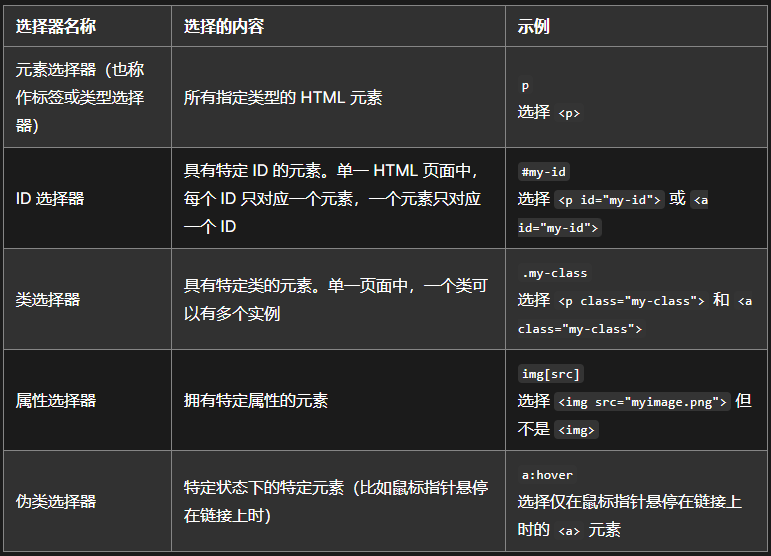 选择器名称
选择的内容
示例
元素选择器（也称
作标签或类型选择
器）
所有指定类型的 HTML 元素
p
选择 <p>
ID 选择器
具有特定 ID 的元素。单一 HTML 页面中，
每个 ID 只对应一个元素，一个元素只对应
一个 ID
#my-id
选择 <p id="my-id"> 或 <a
id="my-id">
类选择器
具有特定类的元素。单一页面中，一个类可
以有多个实例
.my-class
选择 <p class="my-class"> 和 <a
class="my-class">
属性选择器
拥有特定属性的元素
img[src]
选择 <img src="myimage.png"> 但
不是 <img>
伪类选择器
特定状态下的特定元素（比如鼠标指针悬停
在链接上时）
a:hover
选择仅在鼠标指针悬停在链接上
时的 <a> 元素